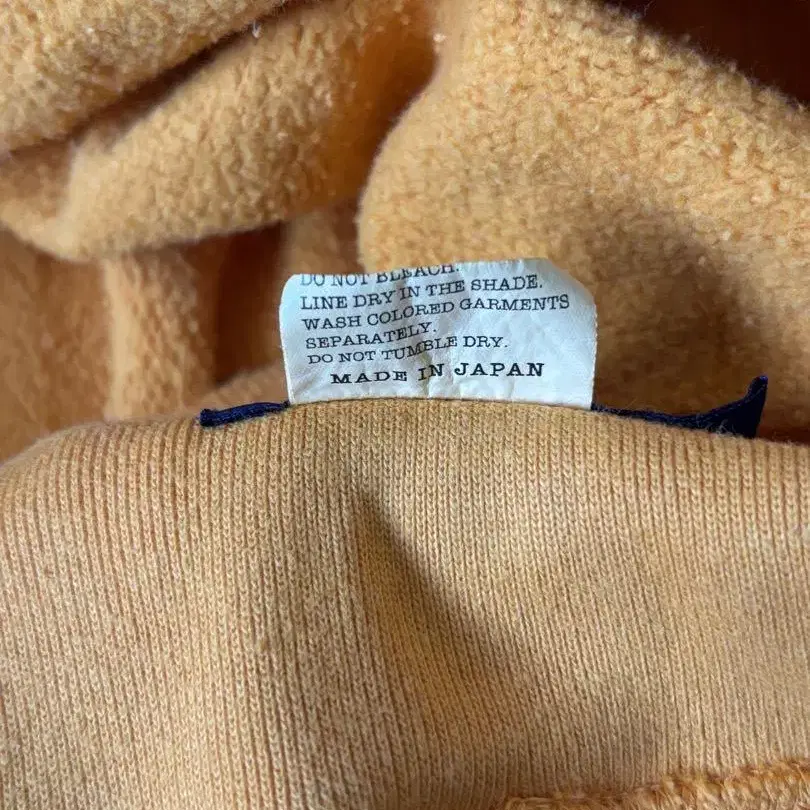 DO NOT BLEACH.
LINE DRY IN THE SHADE.
WASH COLORED GARMENTS
SEPARATELY.
DO NOT TUMBLE DRY.
MADE IN JAPAN